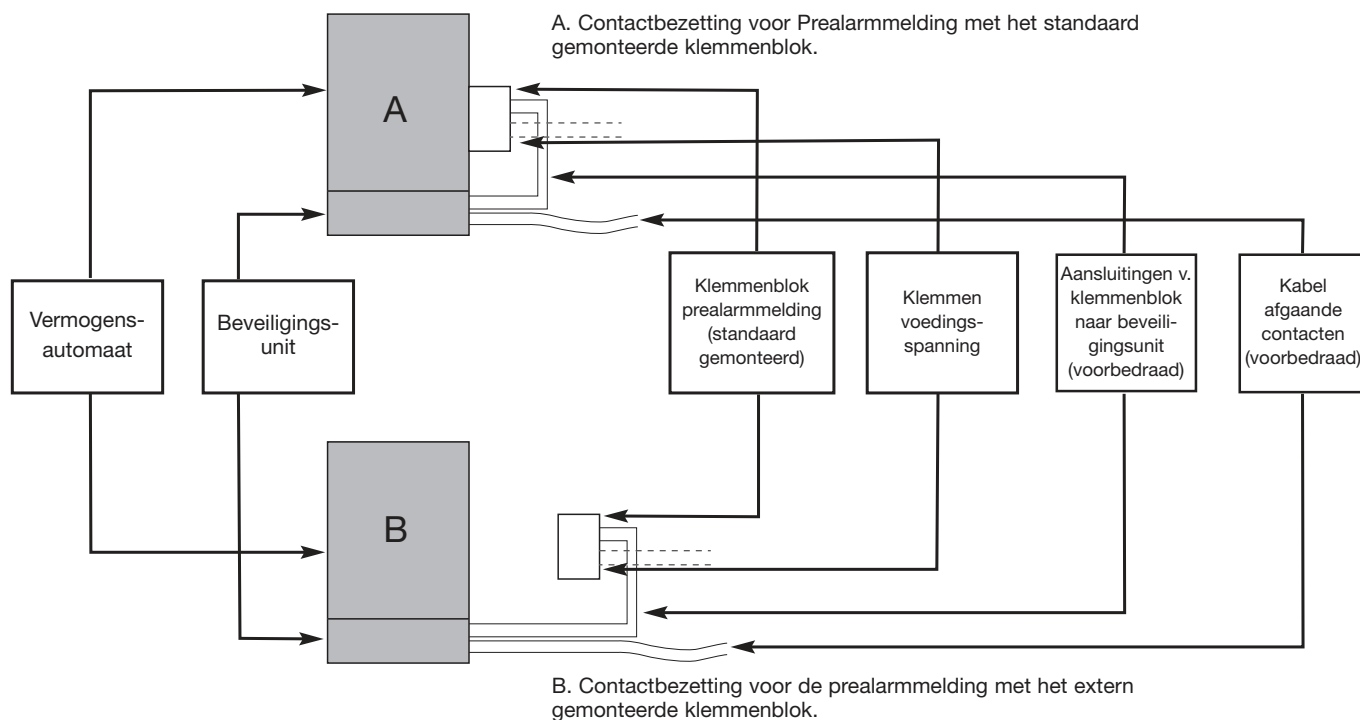 A. Contactbezetting voor Prealarmmelding met het standaard
gemonteerde klemmenblok.
A
Vermogens-
automaat
Beveiligings-
unit
Klemmenblok
prealarmmelding
(standaard
gemonteerd)
Klemmen
voedings-
spanning
Aansluitingen v.
klemmenblok
naar beveili-
gingsunit
(voorbedraad)
Kabel
afgaande
contacten
(voorbedraad)
B
B. Contactbezetting voor de prealarmmelding met het extern
gemonteerde klemmenblok.